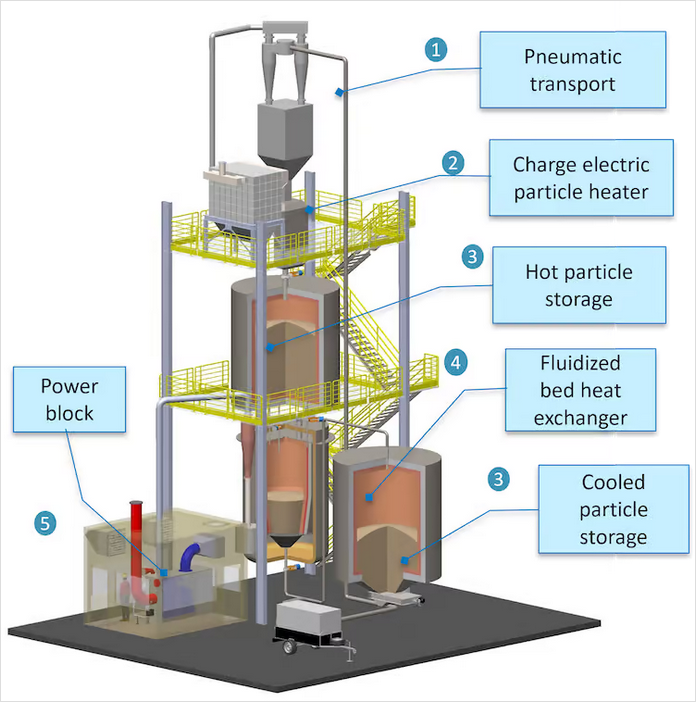 1
Pneumatic
transport
2
Charge electric
particle heater
3
Hot particle
storage
4
Fluidized
bed heat
exchanger
Power
block
3
Cooled
particle
storage
5